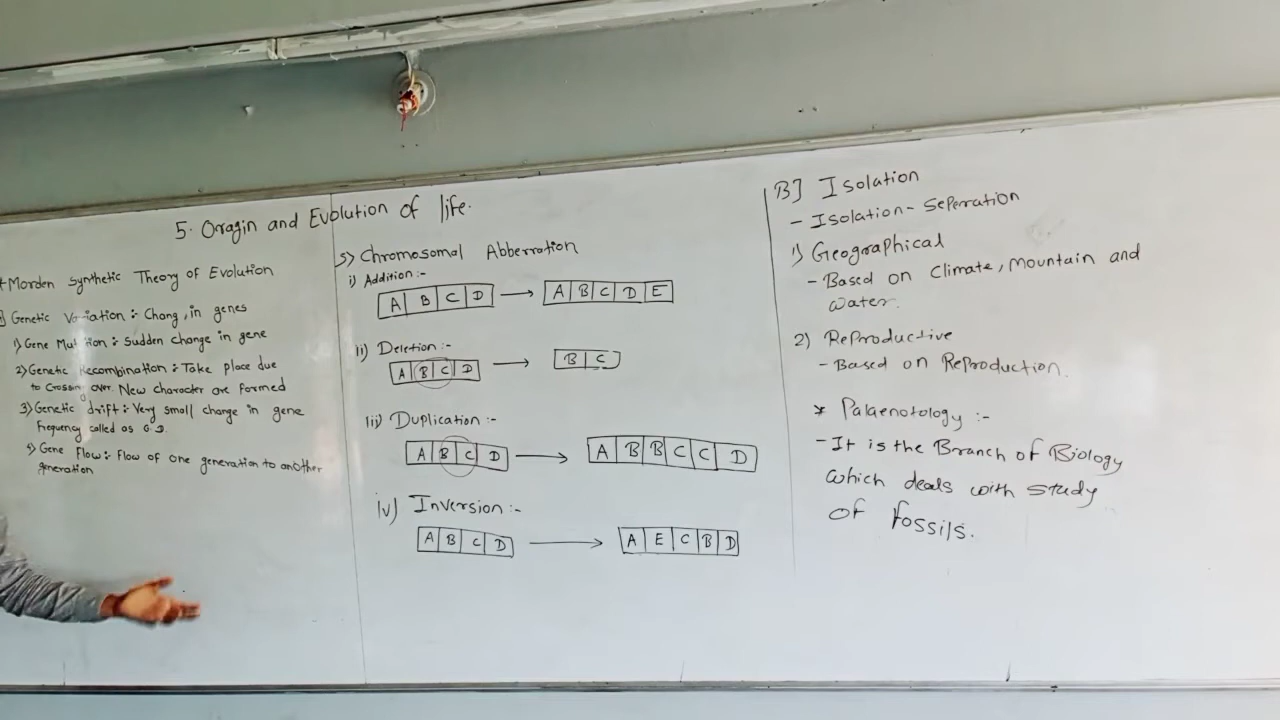 5. Oragin and Evolution of life.
* Morden Synthetic Theory of Evolution
A] Genetic Variation : Chang, in genes
1) Gene Mutation : Sudden change in gene
2) Genetic Recombination : Take place due
to Crossing over. New character are formed
3) Genetic drift : Very small change in gene
frequency called as G.D.
4) Gene Flow : Flow of one generation to another
generation
5) Chromosomal Abberration
i) Addition :-
A B C D → A B C D E
ii) Deletion :-
A B C D → B C
iii) Duplication :-
A B C D → A B B C C D
iv) Inversion :-
A B C D → A E C B D
B] Isolation
- Isolation - Seperation
1) Geographical
- Based on Climate, Mountain and
water.
2) Reproductive
- Based on Reproduction.
* Palaenotology :-
- It is the Branch of Biology
which deals with study
of fossils.